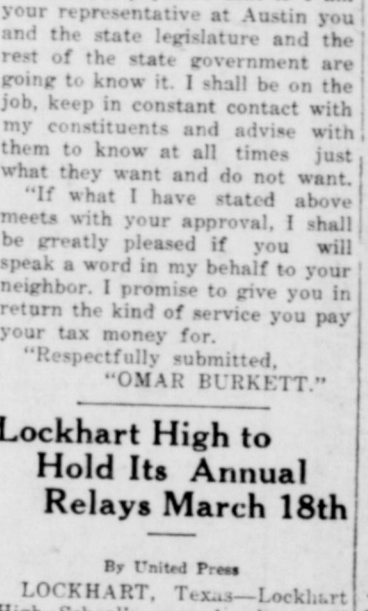 your representative at Austin you
and the state legislature and the
rest of the state government are
going to know it. I shall be on the
job, keep in constant contact with
my constituents and advise with
them to know at all times just
what they want and do not want.
"If what I have stated above
meets with your approval, I shall
be greatly pleased if you will
speak a word in my behalf to your
neighbor. I promise to give you in
return the kind of service you pay
your tax money for.
"Respectfully submitted,
"OMAR BURKETT."
Lockhart High to
Hold Its Annual
Relays March 18th
By United Press
LOCKHART, Texas—Lockhart